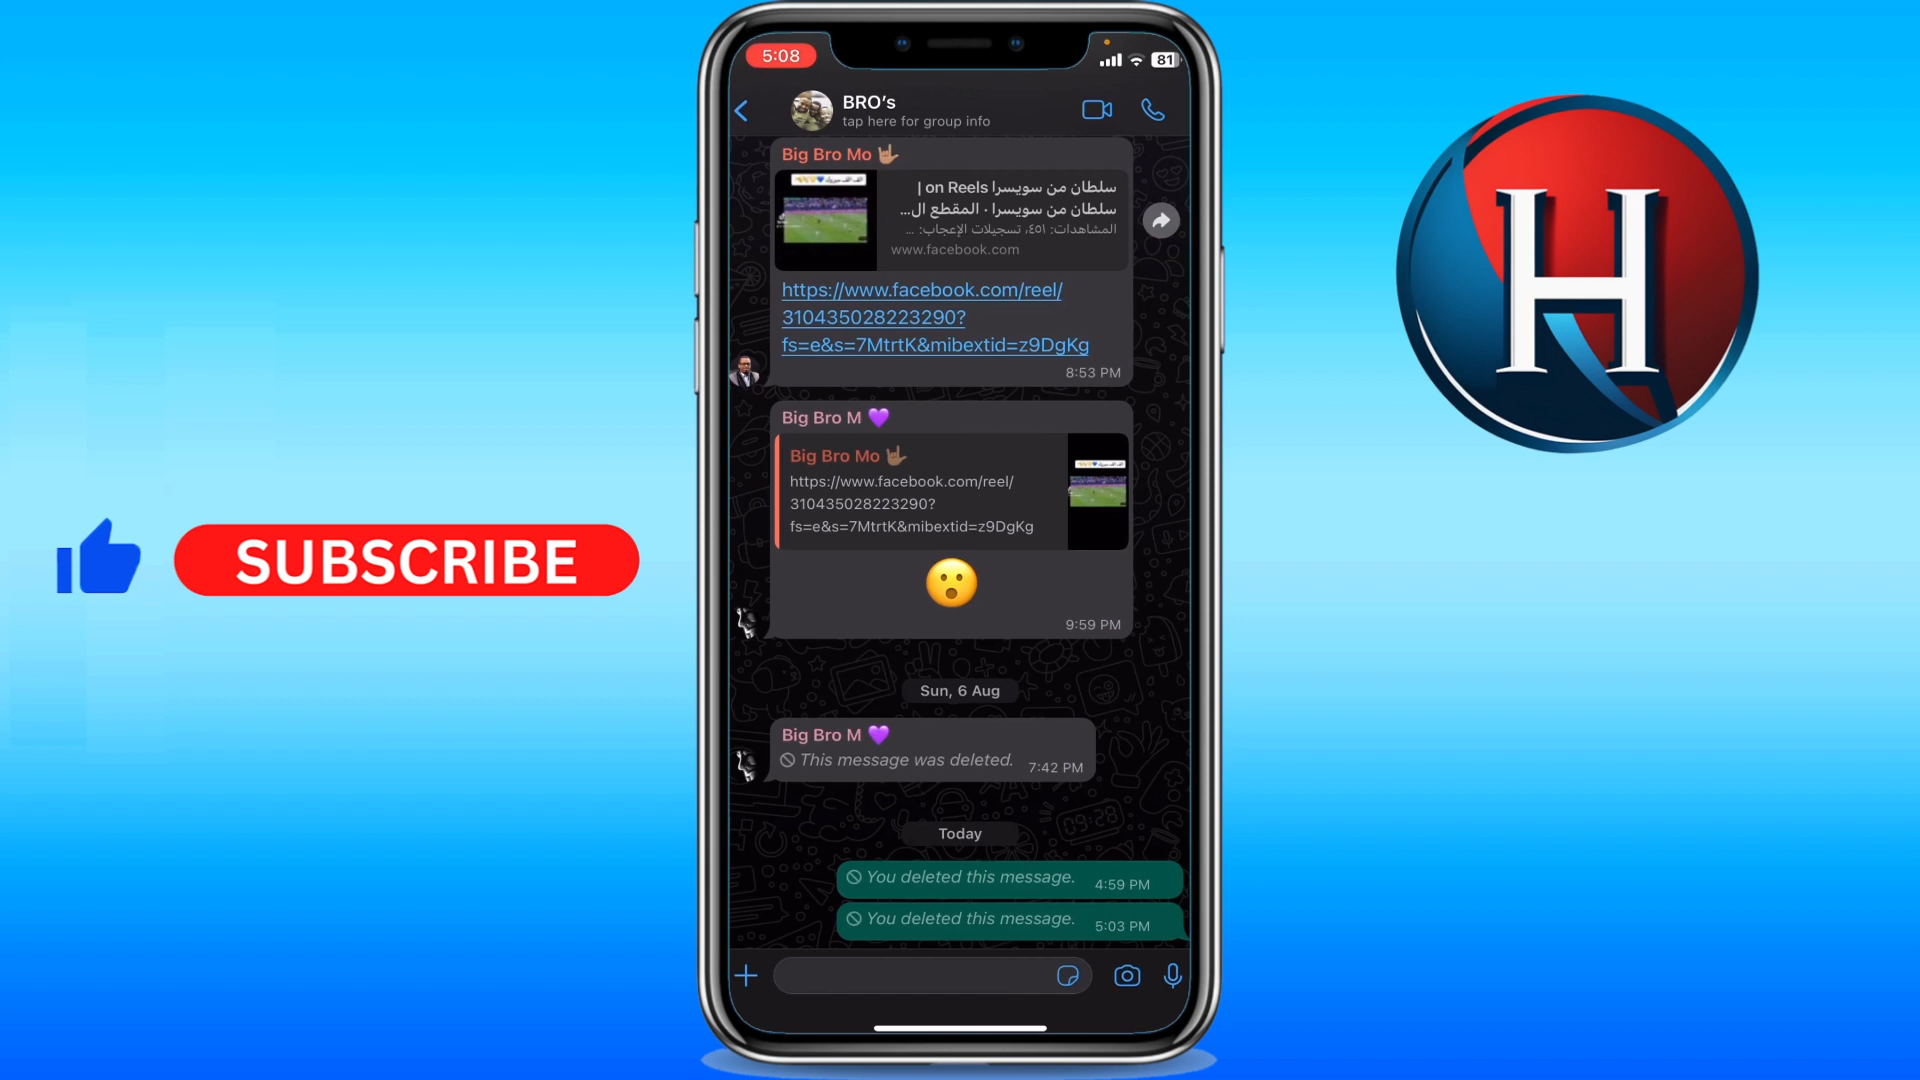 5:08
81
BRO's
tap here for group info
Big Bro Mo 🤟🏽
سلطان من سويسرا on Reels |
سلطان من سويسرا · المقطع ال...
المشاهدات: ٤٥١، تسجيلات الإعجاب: ...
www.facebook.com
https://www.facebook.com/reel/
310435028223290?
fs=e&s=7MtrtK&mibextid=z9DgKg
8:53 PM
Big Bro M 💜
Big Bro Mo 🤟🏽
https://www.facebook.com/reel/
310435028223290?
fs=e&s=7MtrtK&mibextid=z9DgKg
😮
9:59 PM
Sun, 6 Aug
Big Bro M 💜
This message was deleted. 7:42 PM
Today
You deleted this message. 4:59 PM
You deleted this message. 5:03 PM
SUBSCRIBE
H